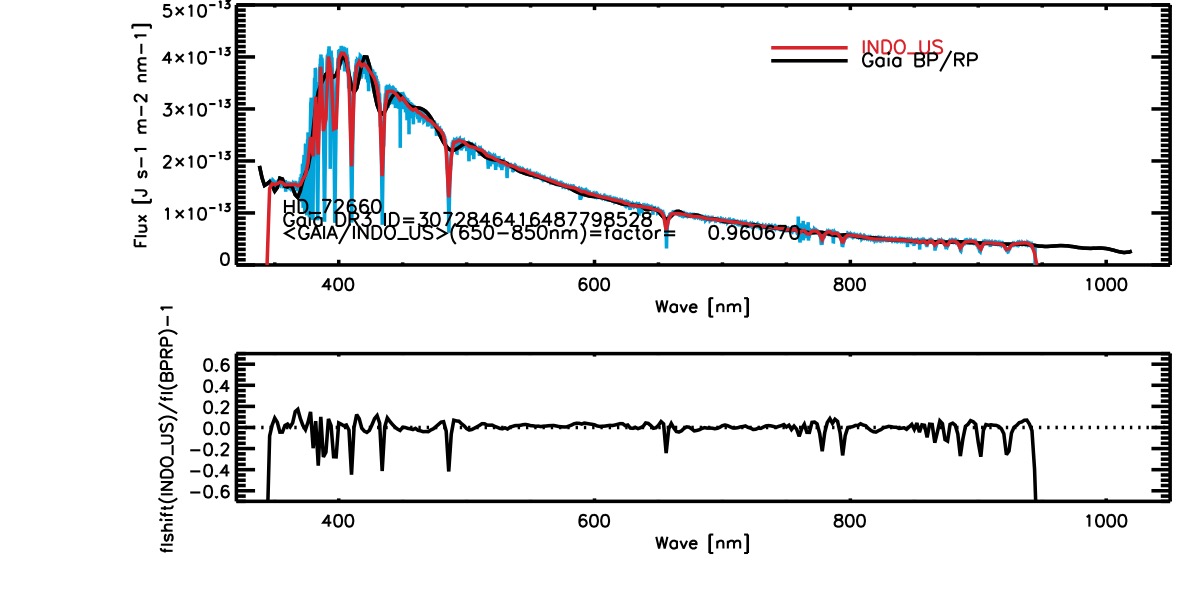 5×10−13
4×10−13
3×10−13
2×10−13
1×10−13
0
Flux [J s-1 m-2 nm-1]
INDO_US
Gaia BP/RP
HD_72660
Gaia DR3 ID=3072846416487798528
<GAIA/INDO_US>(650-850nm)=factor= 0.960670
400 600 800 1000
Wave [nm]
flshift(INDO_US)/fl(BPRP)-1
0.6
0.4
0.2
0.0
−0.2
−0.4
−0.6
400 600 800 1000
Wave [nm]